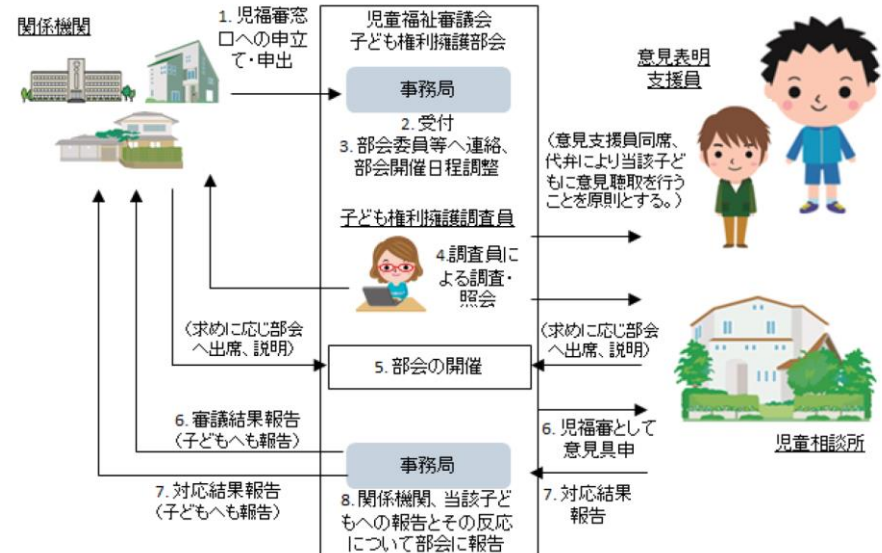 関係機関
1. 児福審窓
口への申立
て・申出
児童福祉審議会
子ども権利擁護部会
事務局
2. 受付
3. 部会委員等へ連絡、
部会開催日程調整
意見表明
支援員
（意見支援員同席、
代弁により当該子ど
もに意見聴取を行う
ことを原則とする。）
子ども権利擁護調査員
4.調査員に
よる調査・
照会
（求めに応じ部会
へ出席、説明）
5. 部会の開催
（求めに応じ部会
へ出席、説明）
6. 審議結果報告
（子どもへも報告）
6. 児福審として
意見具申
児童相談所
事務局
7. 対応結果報告
（子どもへも報告）
7. 対応結果
報告
8. 関係機関、当該子ど
もへの報告とその反応
について部会に報告